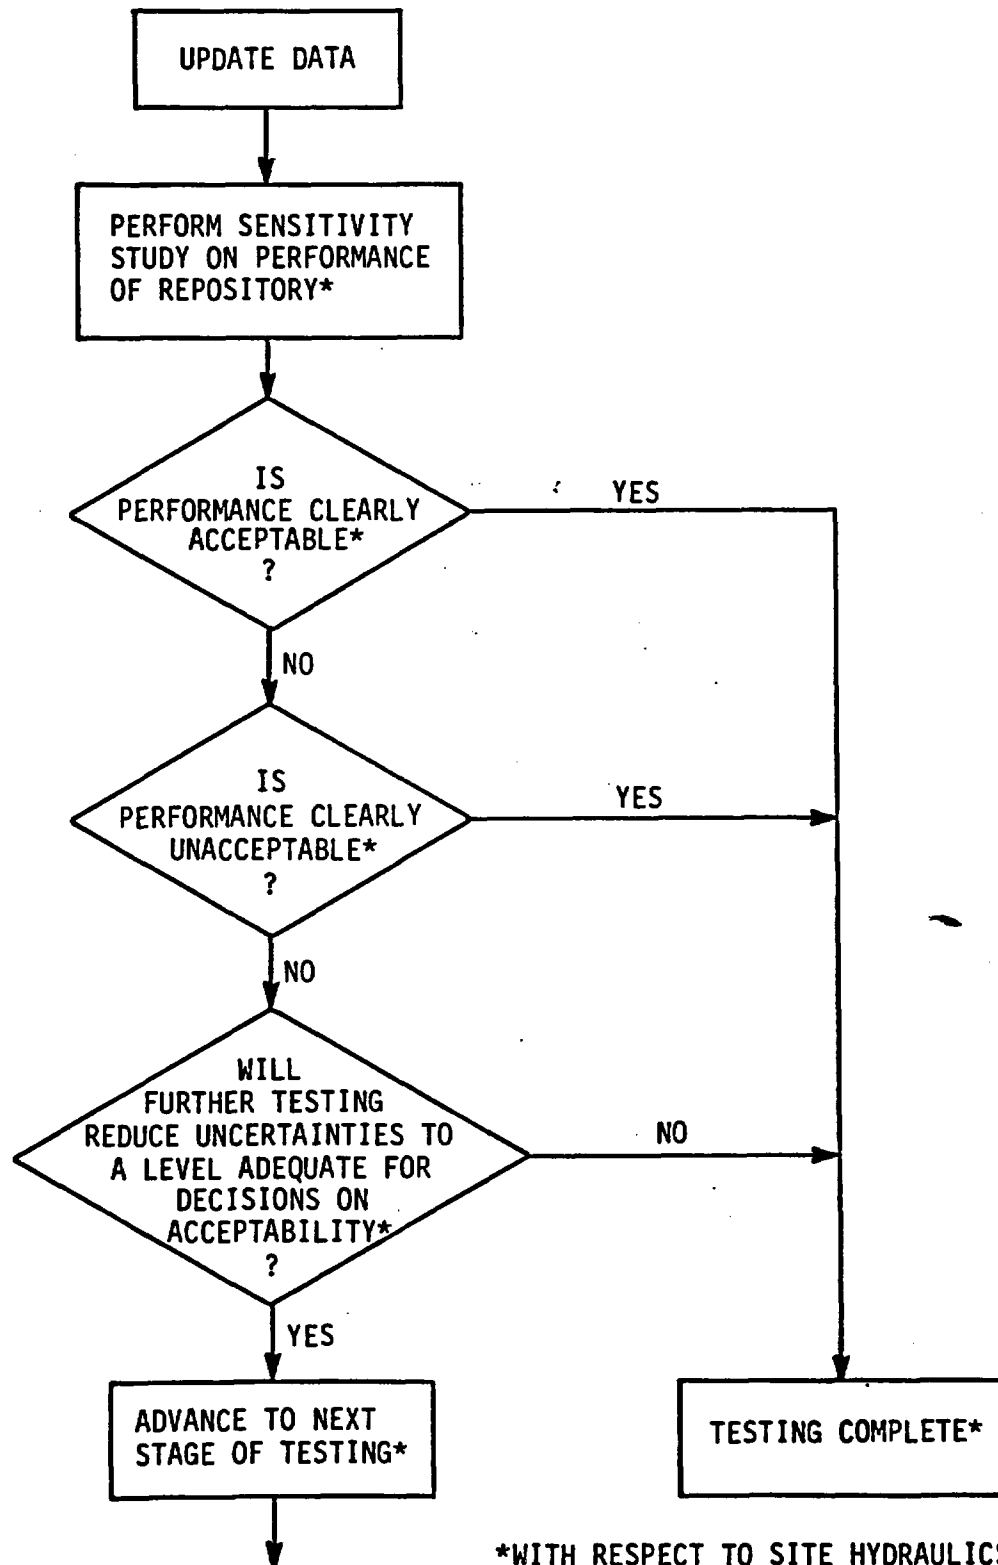 UPDATE DATA
PERFORM SENSITIVITY
STUDY ON PERFORMANCE
OF REPOSITORY*
IS
PERFORMANCE CLEARLY
ACCEPTABLE*
?
YES
NO
IS
PERFORMANCE CLEARLY
UNACCEPTABLE*
?
YES
NO
WILL
FURTHER TESTING
REDUCE UNCERTAINTIES TO
A LEVEL ADEQUATE FOR
DECISIONS ON
ACCEPTABILITY*
?
NO
YES
ADVANCE TO NEXT
STAGE OF TESTING*
TESTING COMPLETE*
*WITH RESPECT TO SITE HYDRAULICS